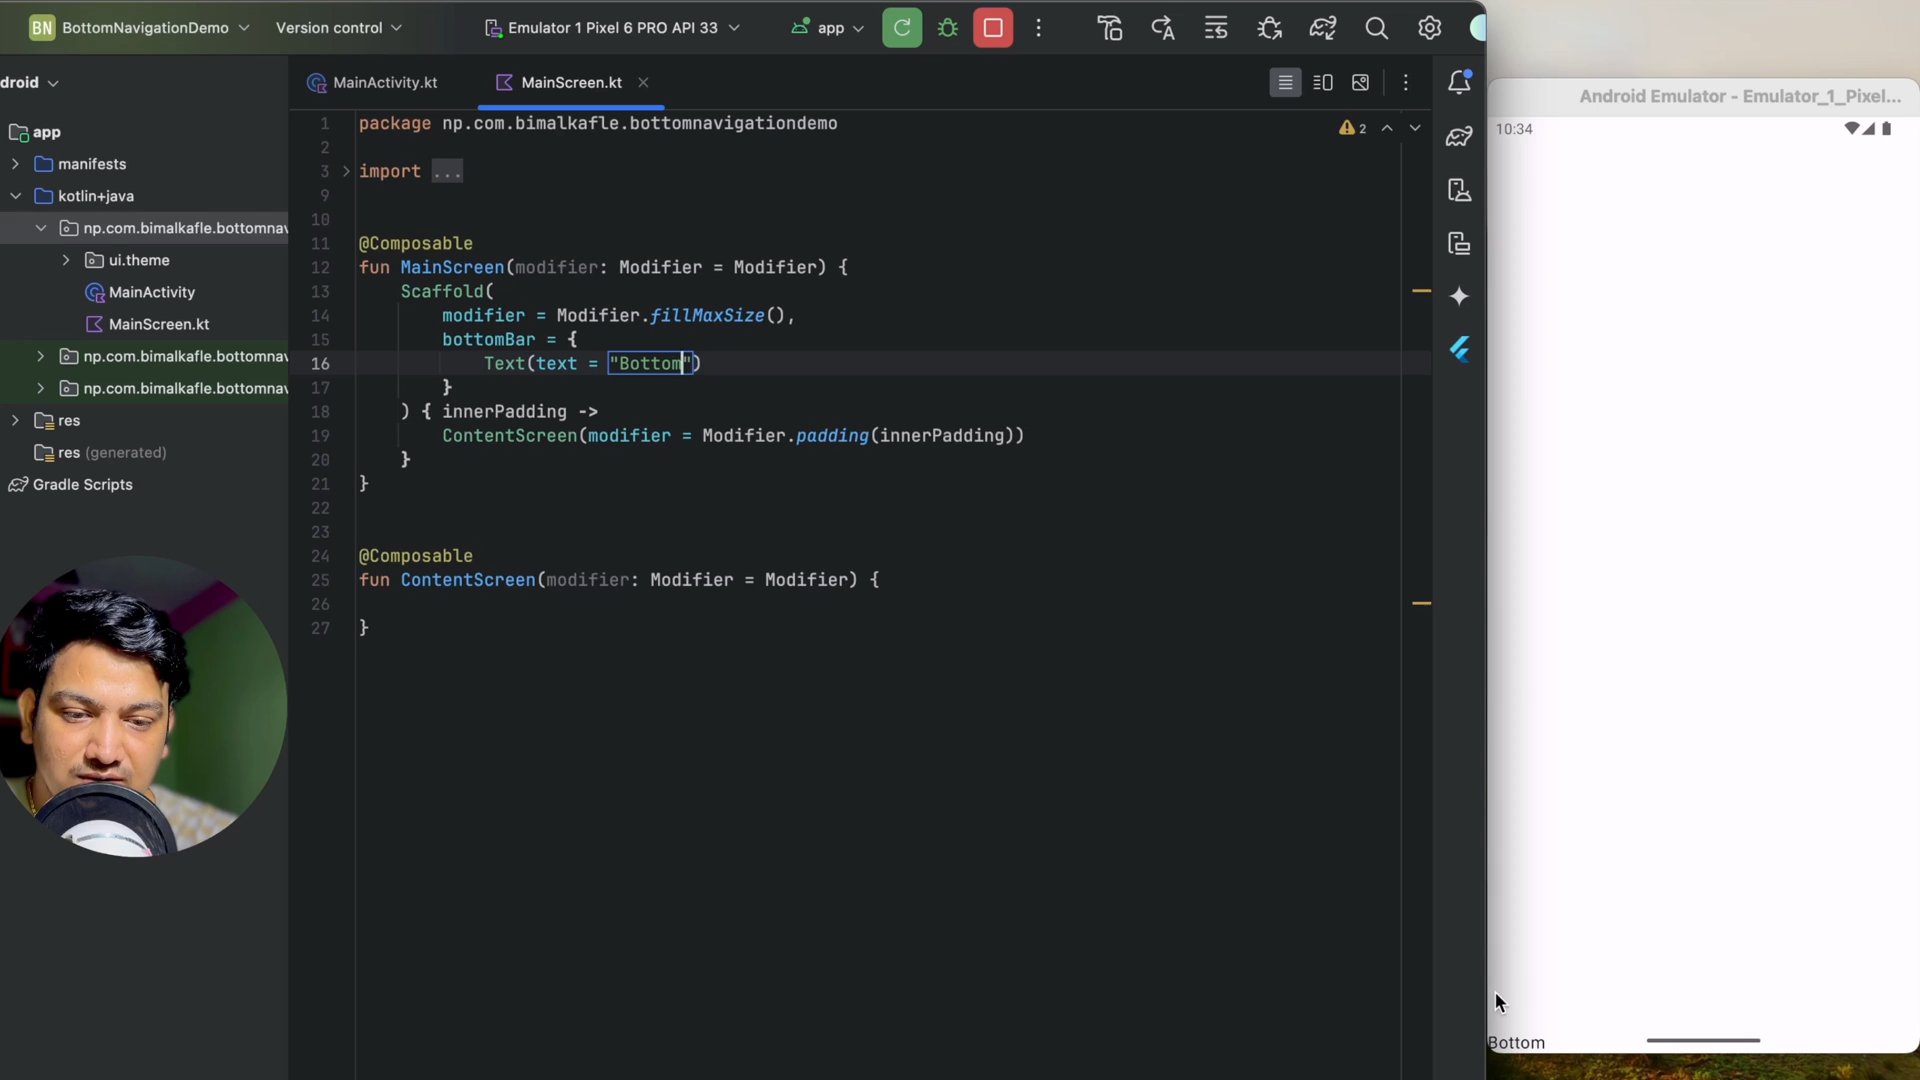 BN BottomNavigationDemo Version control Emulator 1 Pixel 6 PRO API 33 app
droid
MainActivity.kt MainScreen.kt
Android Emulator - Emulator_1_Pixel...
10:34
app
manifests
kotlin+java
np.com.bimalkafle.bottomnav
ui.theme
MainActivity
MainScreen.kt
np.com.bimalkafle.bottomnav
np.com.bimalkafle.bottomnav
res
res (generated)
Gradle Scripts
2
1 package np.com.bimalkafle.bottomnavigationdemo
2
3 import ...
9
10
11 @Composable
12 fun MainScreen(modifier: Modifier = Modifier) {
13 Scaffold(
14 modifier = Modifier.fillMaxSize(),
15 bottomBar = {
16 Text(text = "Bottom")
17 }
18 ) { innerPadding ->
19 ContentScreen(modifier = Modifier.padding(innerPadding))
20 }
21 }
22
23
24 @Composable
25 fun ContentScreen(modifier: Modifier = Modifier) {
26
27 }
Bottom